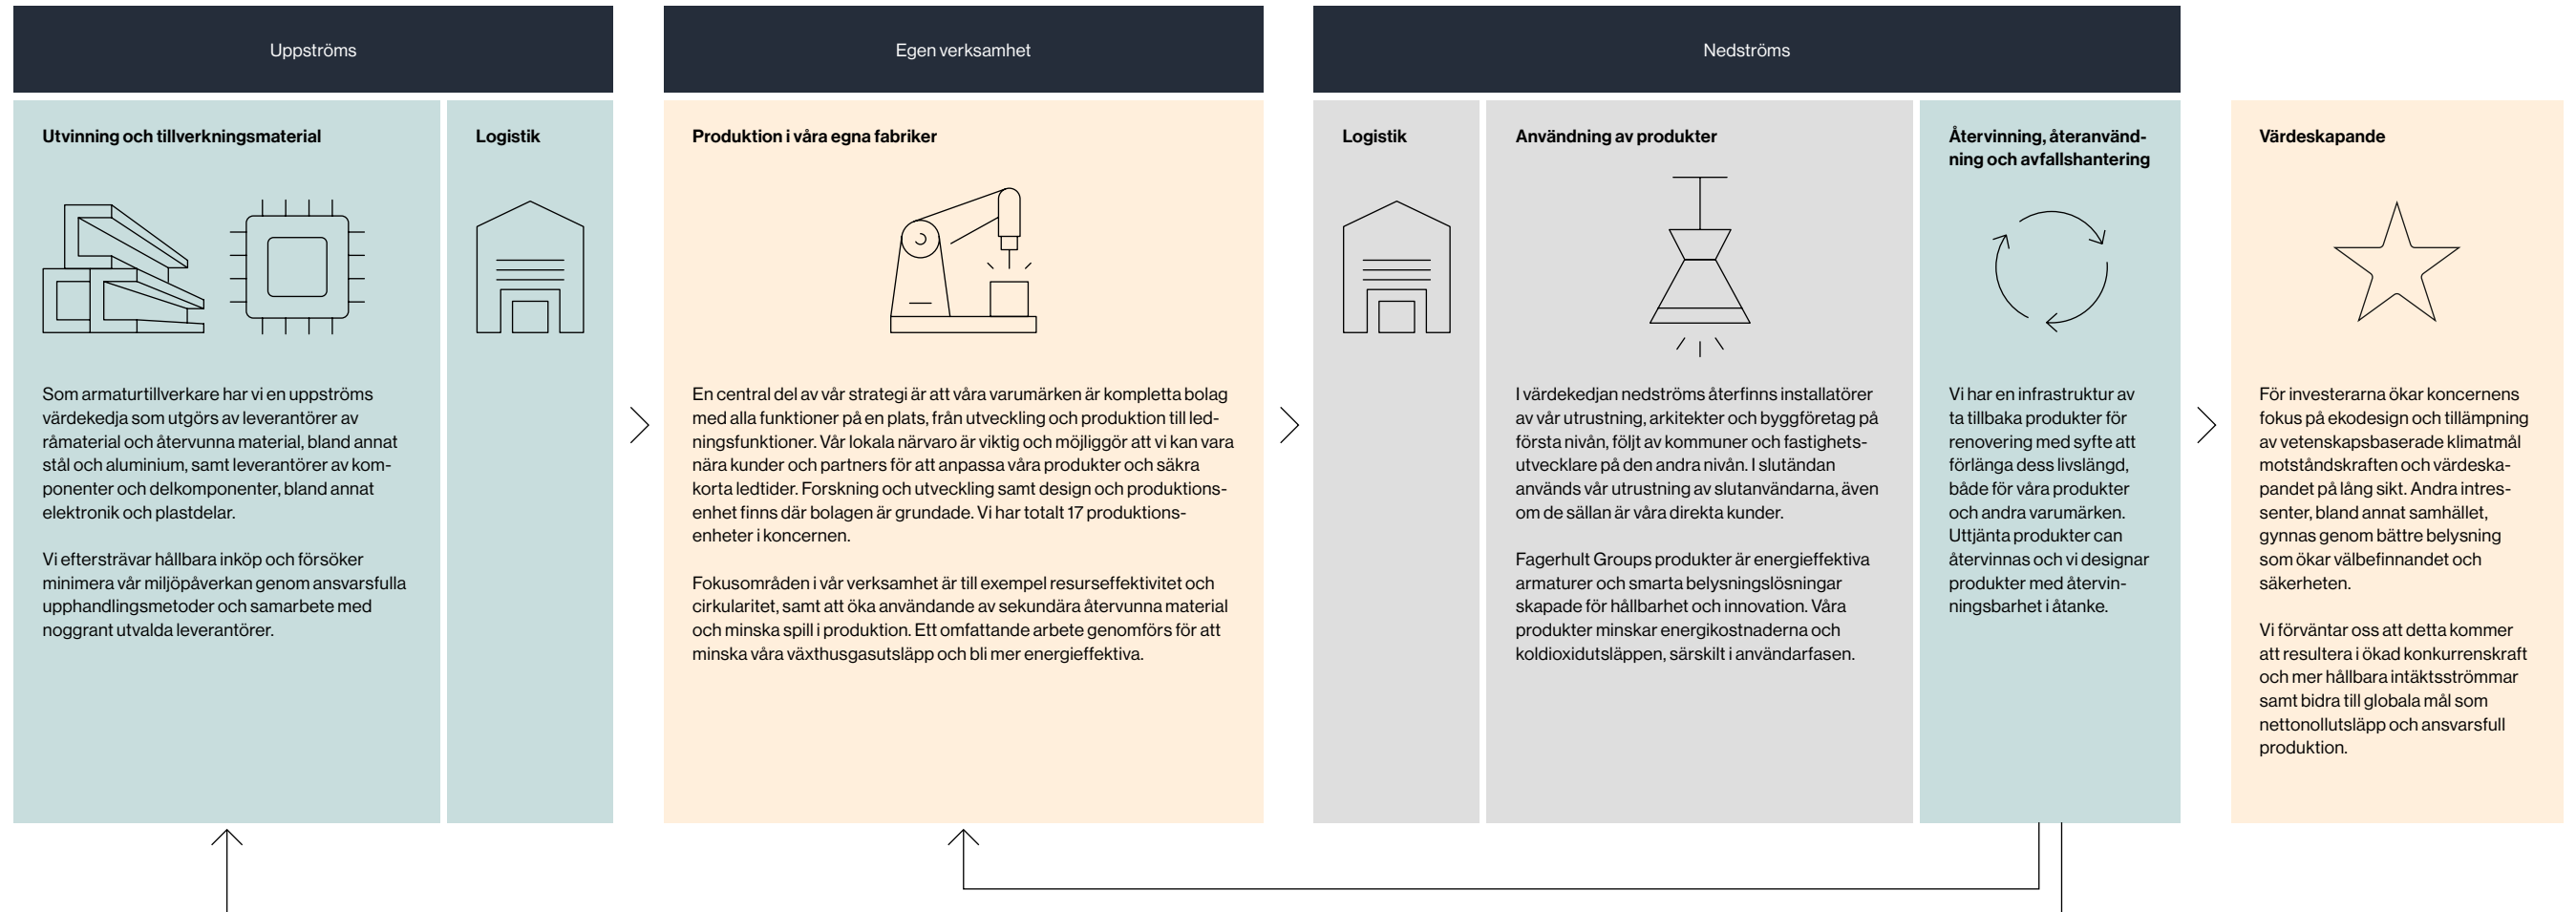 Uppströms
Egen verksamhet
Nedströms
Utvinning och tillverkningsmaterial
Som armaturtillverkare har vi en uppströms
värdekedja som utgörs av leverantörer av
råmaterial och återvunna material, bland annat
stål och aluminium, samt leverantörer av kom-
ponenter och delkomponenter, bland annat
elektronik och plastdelar.
Vi eftersträvar hållbara inköp och försöker
minimera vår miljöpåverkan genom ansvarsfulla
upphandlingsmetoder och samarbete med
noggrant utvalda leverantörer.
Logistik
Produktion i våra egna fabriker
En central del av vår strategi är att våra varumärken är kompletta bolag
med alla funktioner på en plats, från utveckling och produktion till led-
ningsfunktioner. Vår lokala närvaro är viktig och möjliggör att vi kan vara
nära kunder och partners för att anpassa våra produkter och säkra
korta ledtider. Forskning och utveckling samt design och produktions-
enhet finns där bolagen är grundade. Vi har totalt 17 produktions-
enheter i koncernen.
Fokusområden i vår verksamhet är till exempel resurseffektivitet och
cirkularitet, samt att öka användande av sekundära återvunna material
och minska spill i produktion. Ett omfattande arbete genomförs för att
minska våra växthusgasutsläpp och bli mer energieffektiva.
Logistik
Användning av produkter
I värdekedjan nedströms återfinns installatörer
av vår utrustning, arkitekter och byggföretag på
första nivån, följt av kommuner och fastighets-
utvecklare på den andra nivån. I slutändan
används vår utrustning av slutanvändarna, även
om de sällan är våra direkta kunder.
Fagerhult Groups produkter är energieffektiva
armaturer och smarta belysningslösningar
skapade för hållbarhet och innovation. Våra
produkter minskar energikostnaderna och
koldioxidutsläppen, särskilt i användarfasen.
Återvinning, återanvänd-
ning och avfallshantering
Vi har en infrastruktur av
ta tillbaka produkter för
renovering med syfte att
förlänga dess livslängd,
både för våra produkter
och andra varumärken.
Uttjänta produkter can
återvinnas och vi designar
produkter med återvin-
ningsbarhet i åtanke.
Värdeskapande
För investerarna ökar koncernens
fokus på ekodesign och tillämpning
av vetenskapsbaserade klimatmål
motståndskraften och värdeska-
pandet på lång sikt. Andra intres-
senter, bland annat samhället,
gynnas genom bättre belysning
som ökar välbefinnandet och
säkerheten.
Vi förväntar oss att detta kommer
att resultera i ökad konkurrenskraft
och mer hållbara intäktsströmmar
samt bidra till globala mål som
nettonollutsläpp och ansvarsfull
produktion.